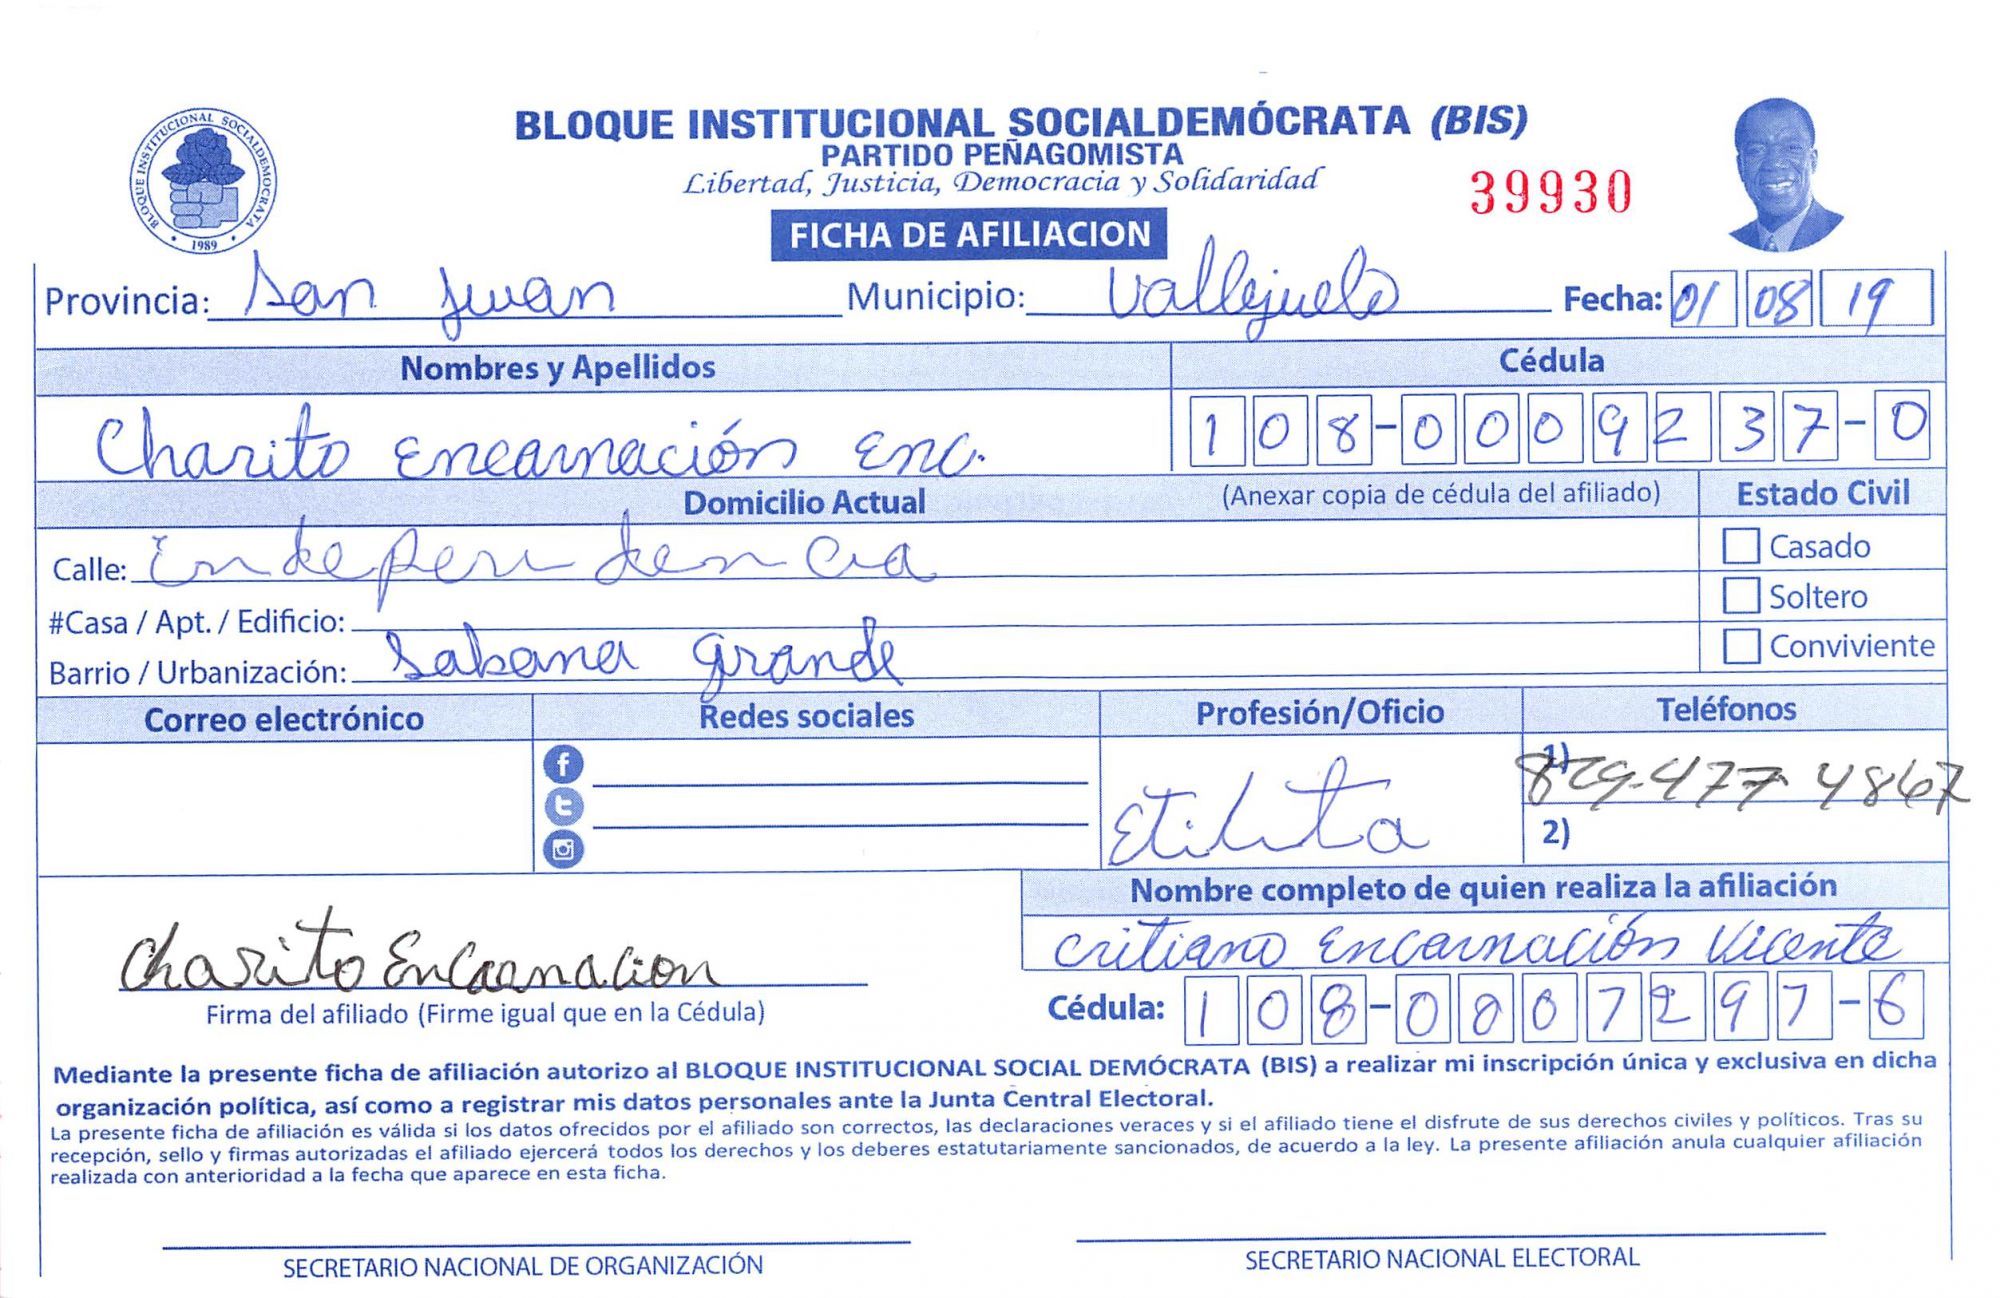 BLOQUE INSTITUCIONAL SOCIALDEMOCRATA
1989
BLOQUE INSTITUCIONAL SOCIALDEMÓCRATA (BIS)
PARTIDO PEÑAGOMISTA
Libertad, Justicia, Democracia y Solidaridad
39930
FICHA DE AFILIACION
Provincia: San Juan Municipio: Vallejuelo Fecha: 01 08 19
Nombres y Apellidos Cédula
Charito Encarnación Enc. 108-0009237-0
Domicilio Actual (Anexar copia de cédula del afiliado) Estado Civil
Calle: Independencia Casado
#Casa / Apt. / Edificio: Soltero
Barrio / Urbanización: Sabana Grande Conviviente
Correo electrónico Redes sociales Profesión/Oficio Teléfonos
1) 829-477-4867
Etilita
2)
Nombre completo de quien realiza la afiliación
Critiano Encarnación Vicente
Charito Encarnacion
Firma del afiliado (Firme igual que en la Cédula) Cédula: 108-0007297-6
Mediante la presente ficha de afiliación autorizo al BLOQUE INSTITUCIONAL SOCIAL DEMÓCRATA (BIS) a realizar mi inscripción única y exclusiva en dicha
organización política, así como a registrar mis datos personales ante la Junta Central Electoral.
La presente ficha de afiliación es válida si los datos ofrecidos por el afiliado son correctos, las declaraciones veraces y si el afiliado tiene el disfrute de sus derechos civiles y políticos. Tras su
recepción, sello y firmas autorizadas el afiliado ejercerá todos los derechos y los deberes estatutariamente sancionados, de acuerdo a la ley. La presente afiliación anula cualquier afiliación
realizada con anterioridad a la fecha que aparece en esta ficha.
SECRETARIO NACIONAL DE ORGANIZACIÓN SECRETARIO NACIONAL ELECTORAL